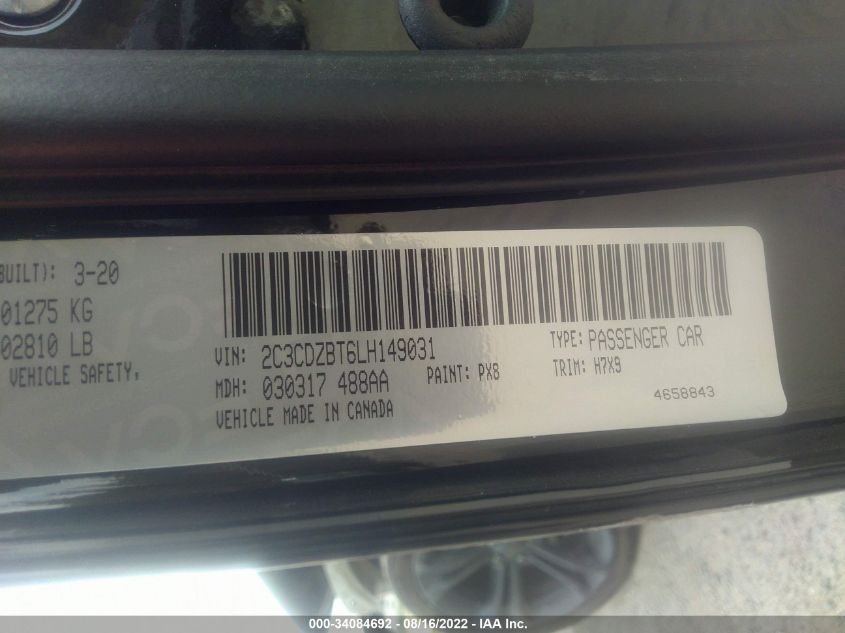 BUILT): 3-20
01275 KG
02810 LB
VEHICLE SAFETY,
VIN: 2C3CDZBT6LH149031 TYPE: PASSENGER CAR
MDH: 030317 488AA PAINT: PX8 TRIM: H7X9
VEHICLE MADE IN CANADA 4658843
000-34084692 - 08/16/2022 - IAA Inc.